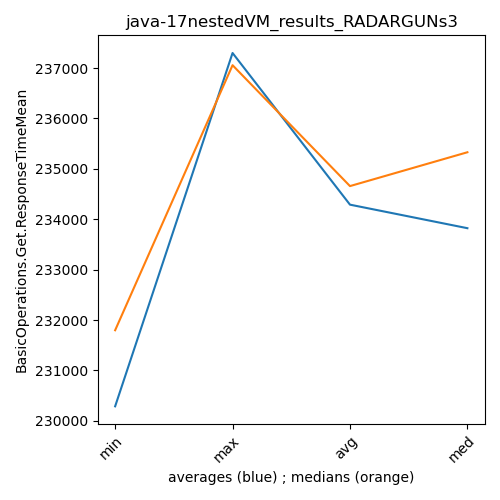 java-17nestedVM_results_RADARGUNs3
BasicOperations.Get.ResponseTimeMean
237000
236000
235000
234000
233000
232000
231000
230000
min
max
avg
med
averages (blue) ; medians (orange)